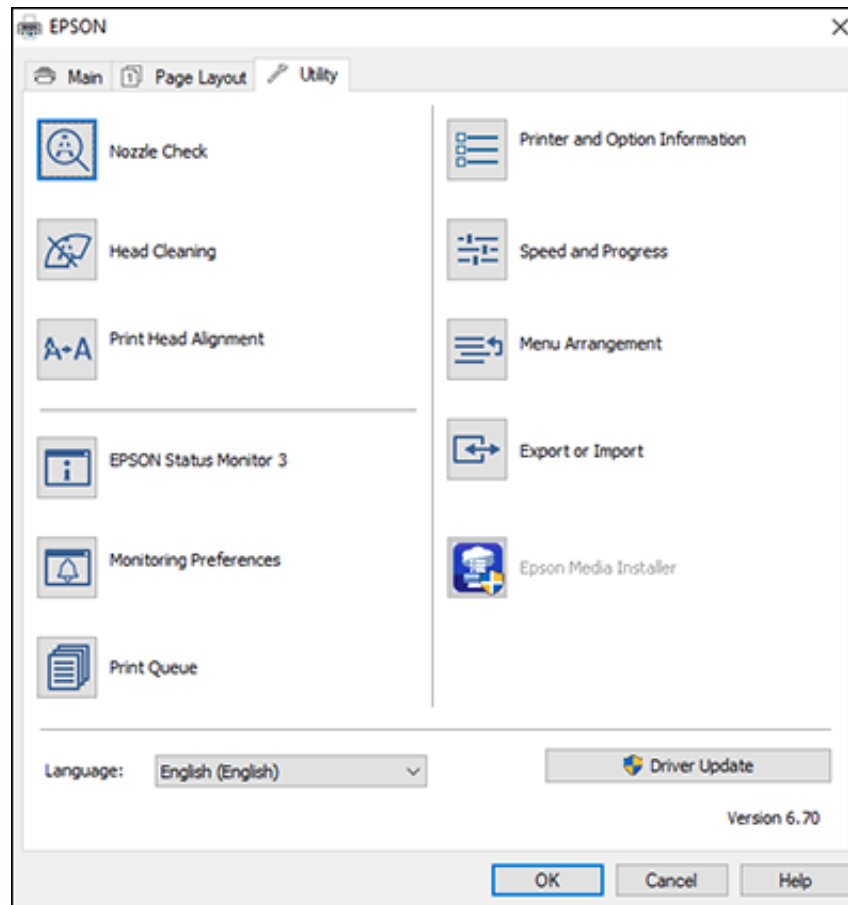 EPSON
Main
Page Layout
Utility
Nozzle Check
Head Cleaning
Print Head Alignment
EPSON Status Monitor 3
Monitoring Preferences
Print Queue
Printer and Option Information
Speed and Progress
Menu Arrangement
Export or Import
Epson Media Installer
Language:
English (English)
Driver Update
Version 6.70
OK
Cancel
Help